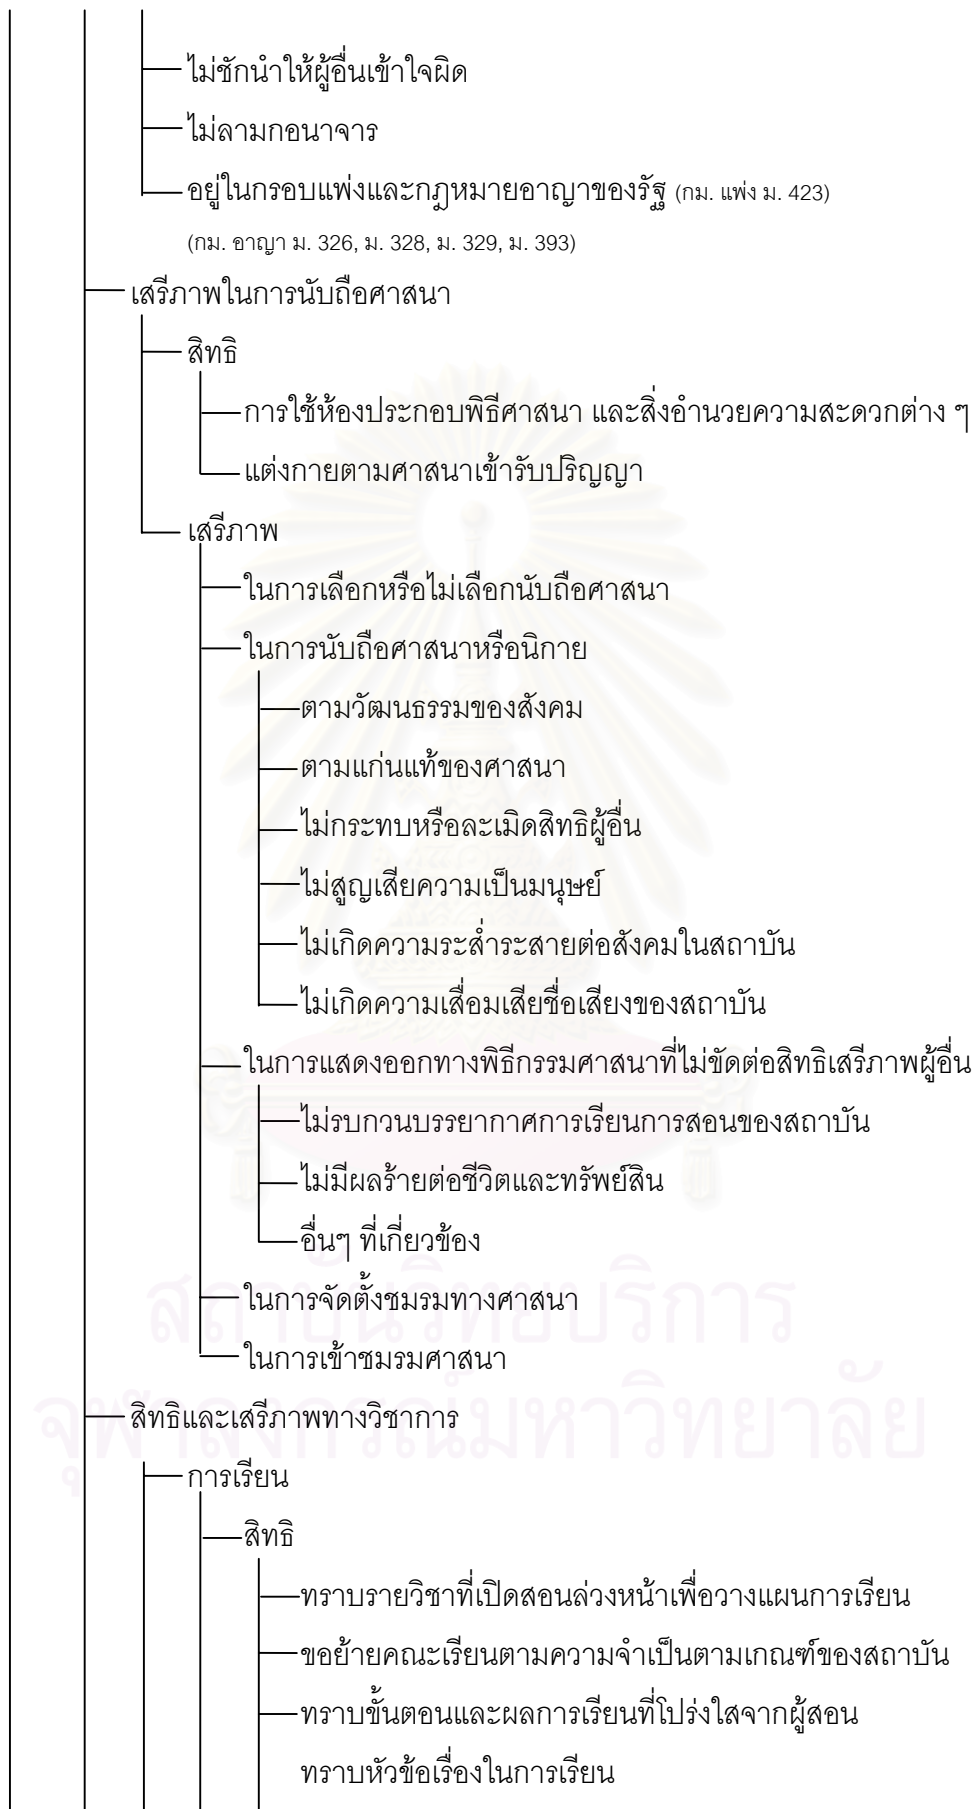 ไม่ชักนำให้ผู้อื่นเข้าใจผิด
ไม่ลามกอนาจาร
อยู่ในกรอบแพ่งและกฎหมายอาญาของรัฐ (กม. แพ่ง ม. 423)
(กม. อาญา ม. 326, ม. 328, ม. 329, ม. 393)
เสรีภาพในการนับถือศาสนา
สิทธิ
การใช้ห้องประกอบพิธีศาสนา และสิ่งอำนวยความสะดวกต่าง ๆ
แต่งกายตามศาสนาเข้ารับปริญญา
เสรีภาพ
ในการเลือกหรือไม่เลือกนับถือศาสนา
ในการนับถือศาสนาหรือนิกาย
ตามวัฒนธรรมของสังคม
ตามแก่นแท้ของศาสนา
ไม่กระทบหรือละเมิดสิทธิผู้อื่น
ไม่สูญเสียความเป็นมนุษย์
ไม่เกิดความระส่ำระสายต่อสังคมในสถาบัน
ไม่เกิดความเสื่อมเสียชื่อเสียงของสถาบัน
ในการแสดงออกทางพิธีกรรมศาสนาที่ไม่ขัดต่อสิทธิเสรีภาพผู้อื่น
ไม่รบกวนบรรยากาศการเรียนการสอนของสถาบัน
ไม่มีผลร้ายต่อชีวิตและทรัพย์สิน
อื่นๆ ที่เกี่ยวข้อง
สถาบันวิทยบริการ
ในการจัดตั้งชมรมทางศาสนา
ในการเข้าชมรมศาสนา
จุฬาลงกรณ์มหาวิทยาลัย
สิทธิและเสรีภาพทางวิชาการ
การเรียน
สิทธิ
ทราบรายวิชาที่เปิดสอนล่วงหน้าเพื่อวางแผนการเรียน
ขอย้ายคณะเรียนตามความจำเป็นตามเกณฑ์ของสถาบัน
ทราบขั้นตอนและผลการเรียนที่โปร่งใสจากผู้สอน
ทราบหัวข้อเรื่องในการเรียน